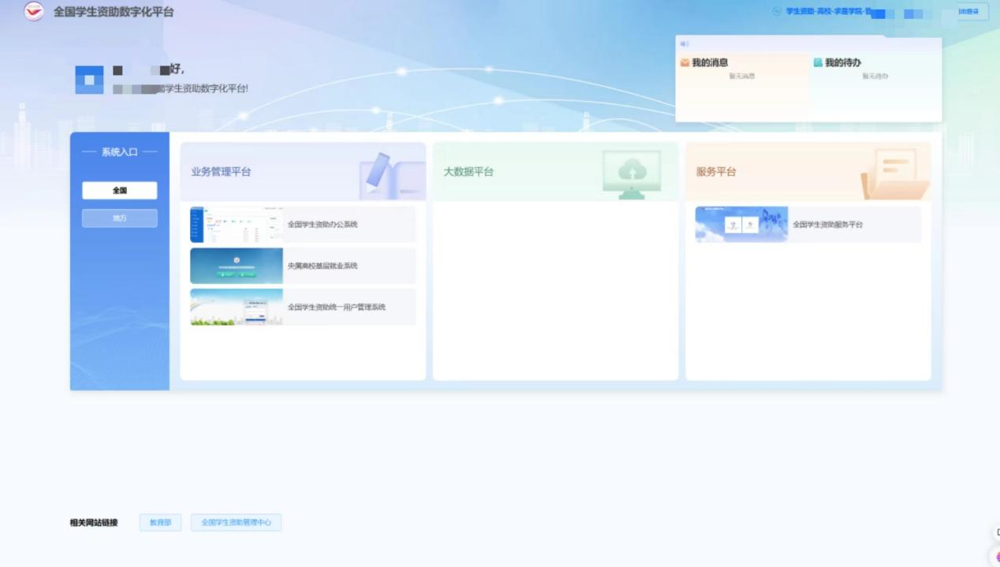 全国学生资助数字化平台
学生资助-高校-求是学院-
出登录
好，
学生资助数字化平台!
我的消息
暂无消息
我的待办
暂无待办
系统入口
全国
地方
业务管理平台
全国学生资助办公系统
央属高校基层就业系统
全国学生资助统一用户管理系统
大数据平台
服务平台
全国学生资助服务平台
相关网站链接
教育部
全国学生资助管理中心